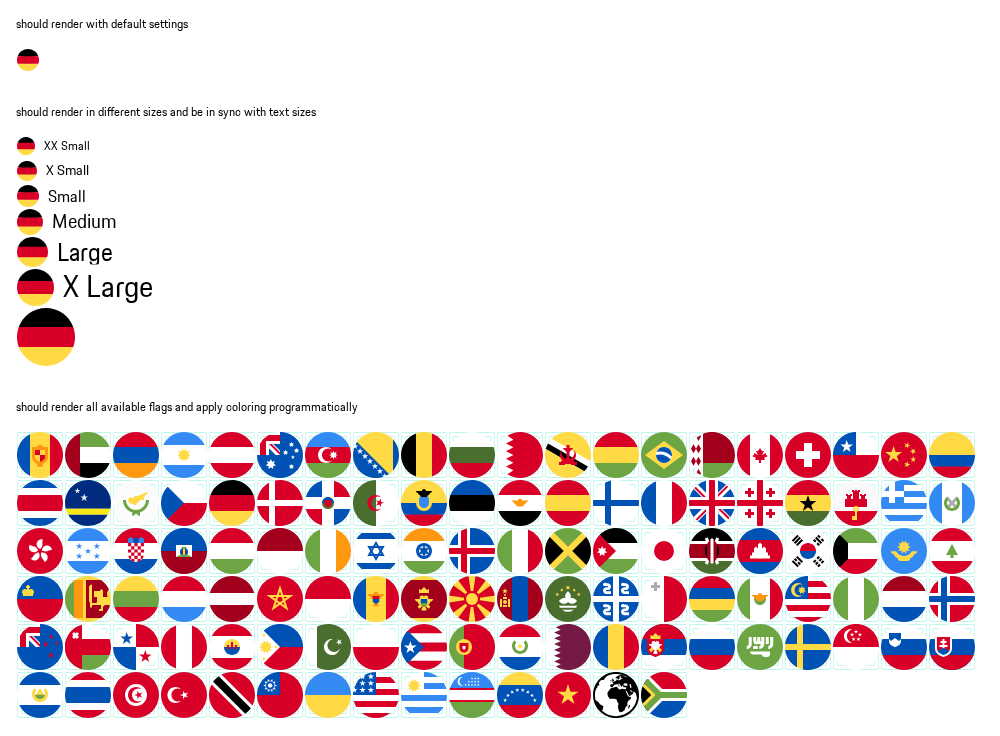 should render with default settings
should render in different sizes and be in sync with text sizes
XX Small
X Small
Small
Medium
Large
X Large
should render all available flags and apply coloring programmatically